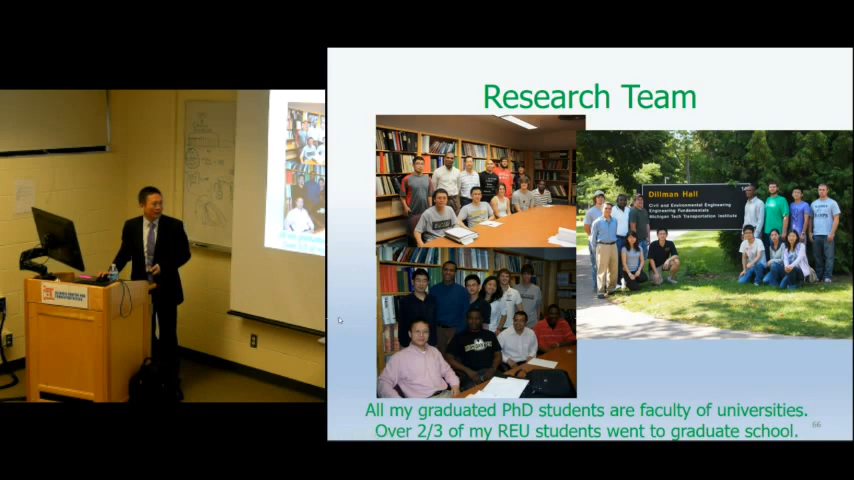 Research Team
Dillman Hall
Civil and Environmental Engineering
Engineering Fundamentals
Michigan Tech Transportation Institute
All my graduated PhD students are faculty of universities.
Over 2/3 of my REU students went to graduate school.
66